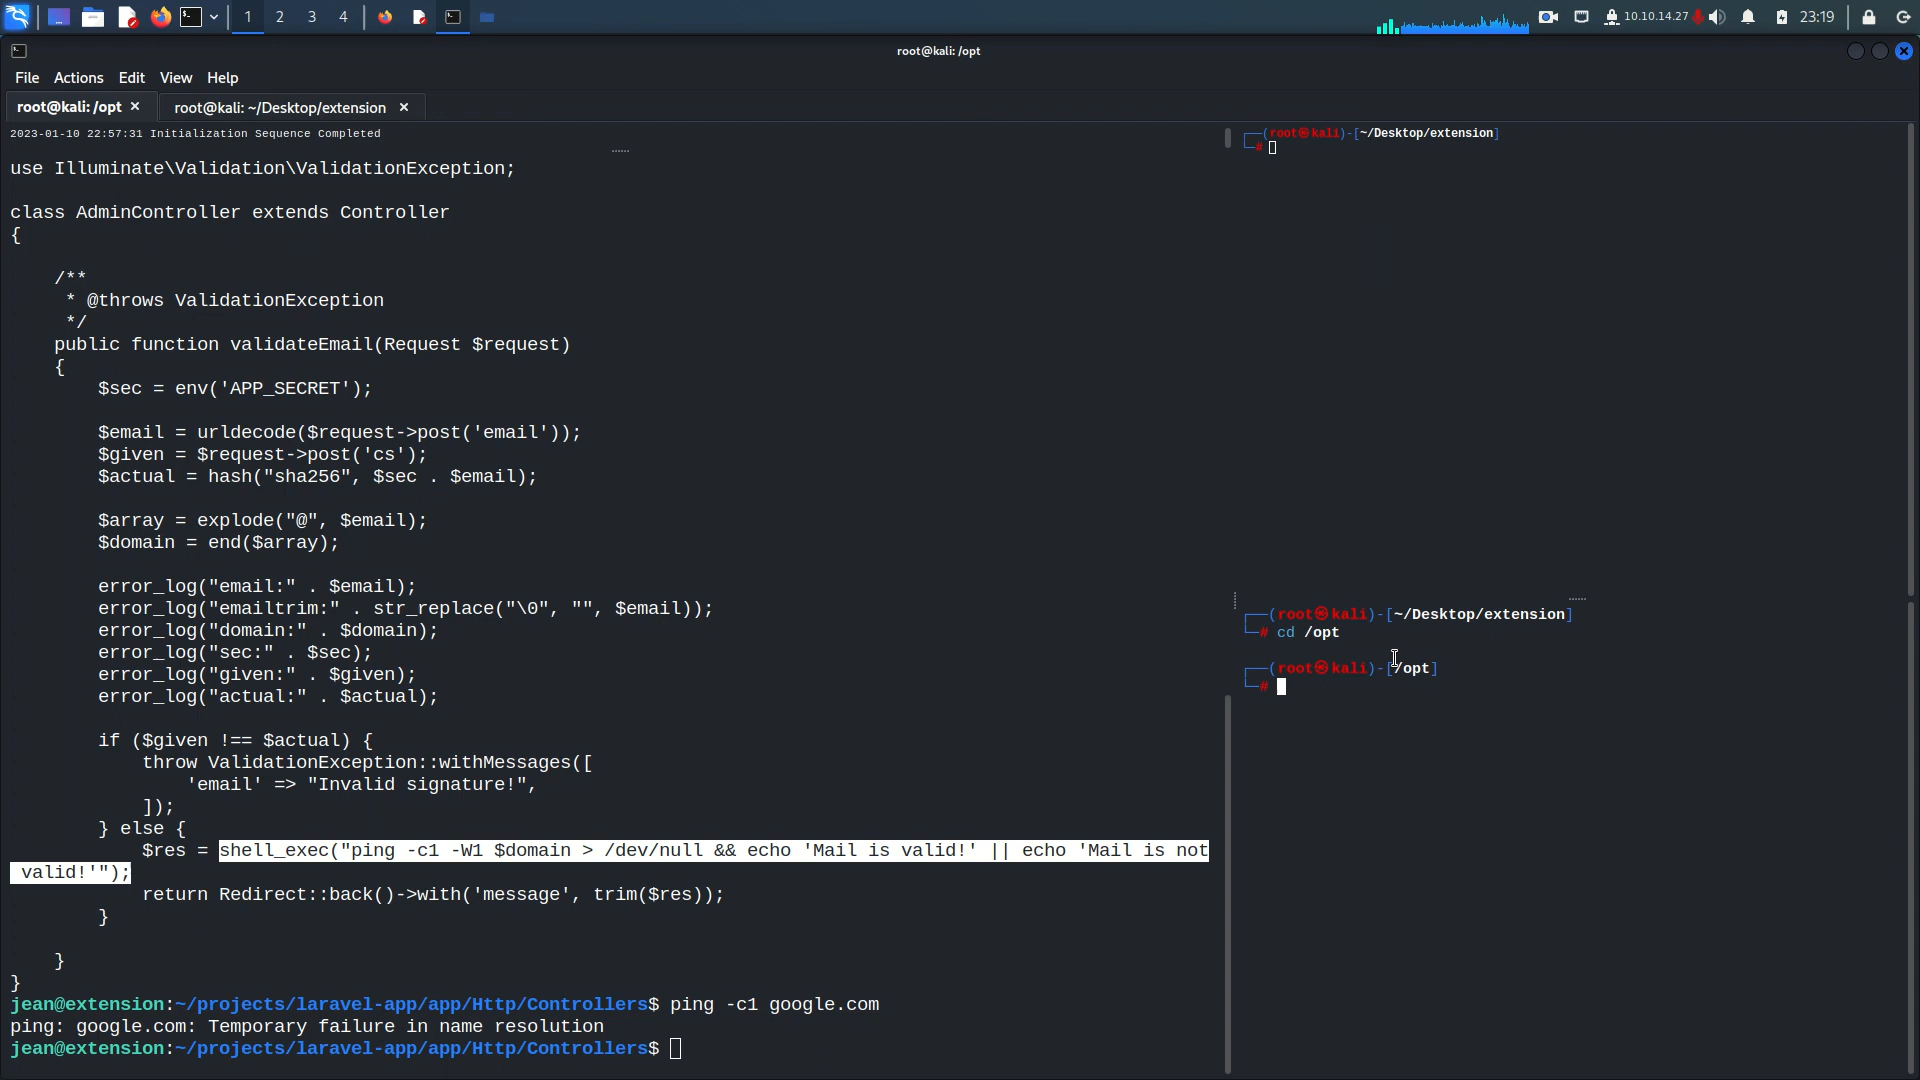 1 2 3 4
10.10.14.27
23:19
root@kali: /opt
File Actions Edit View Help
root@kali: /opt ×
root@kali: ~/Desktop/extension ×
2023-01-10 22:57:31 Initialization Sequence Completed
use Illuminate\Validation\ValidationException;
class AdminController extends Controller
{
/**
* @throws ValidationException
*/
public function validateEmail(Request $request)
{
$sec = env('APP_SECRET');
$email = urldecode($request->post('email'));
$given = $request->post('cs');
$actual = hash("sha256", $sec . $email);
$array = explode("@", $email);
$domain = end($array);
error_log("email:" . $email);
error_log("emailtrim:" . str_replace("\0", "", $email));
error_log("domain:" . $domain);
error_log("sec:" . $sec);
error_log("given:" . $given);
error_log("actual:" . $actual);
if ($given !== $actual) {
throw ValidationException::withMessages([
'email' => "Invalid signature!",
]);
} else {
$res = shell_exec("ping -c1 -W1 $domain > /dev/null && echo 'Mail is valid!' || echo 'Mail is not
valid!'");
return Redirect::back()->with('message', trim($res));
}
}
}
jean@extension:~/projects/laravel-app/app/Http/Controllers$ ping -c1 google.com
ping: google.com: Temporary failure in name resolution
jean@extension:~/projects/laravel-app/app/Http/Controllers$
┌──(root㉿kali)-[~/Desktop/extension]
└─#
┌──(root㉿kali)-[~/Desktop/extension]
└─# cd /opt
┌──(root㉿kali)-[/opt]
└─#